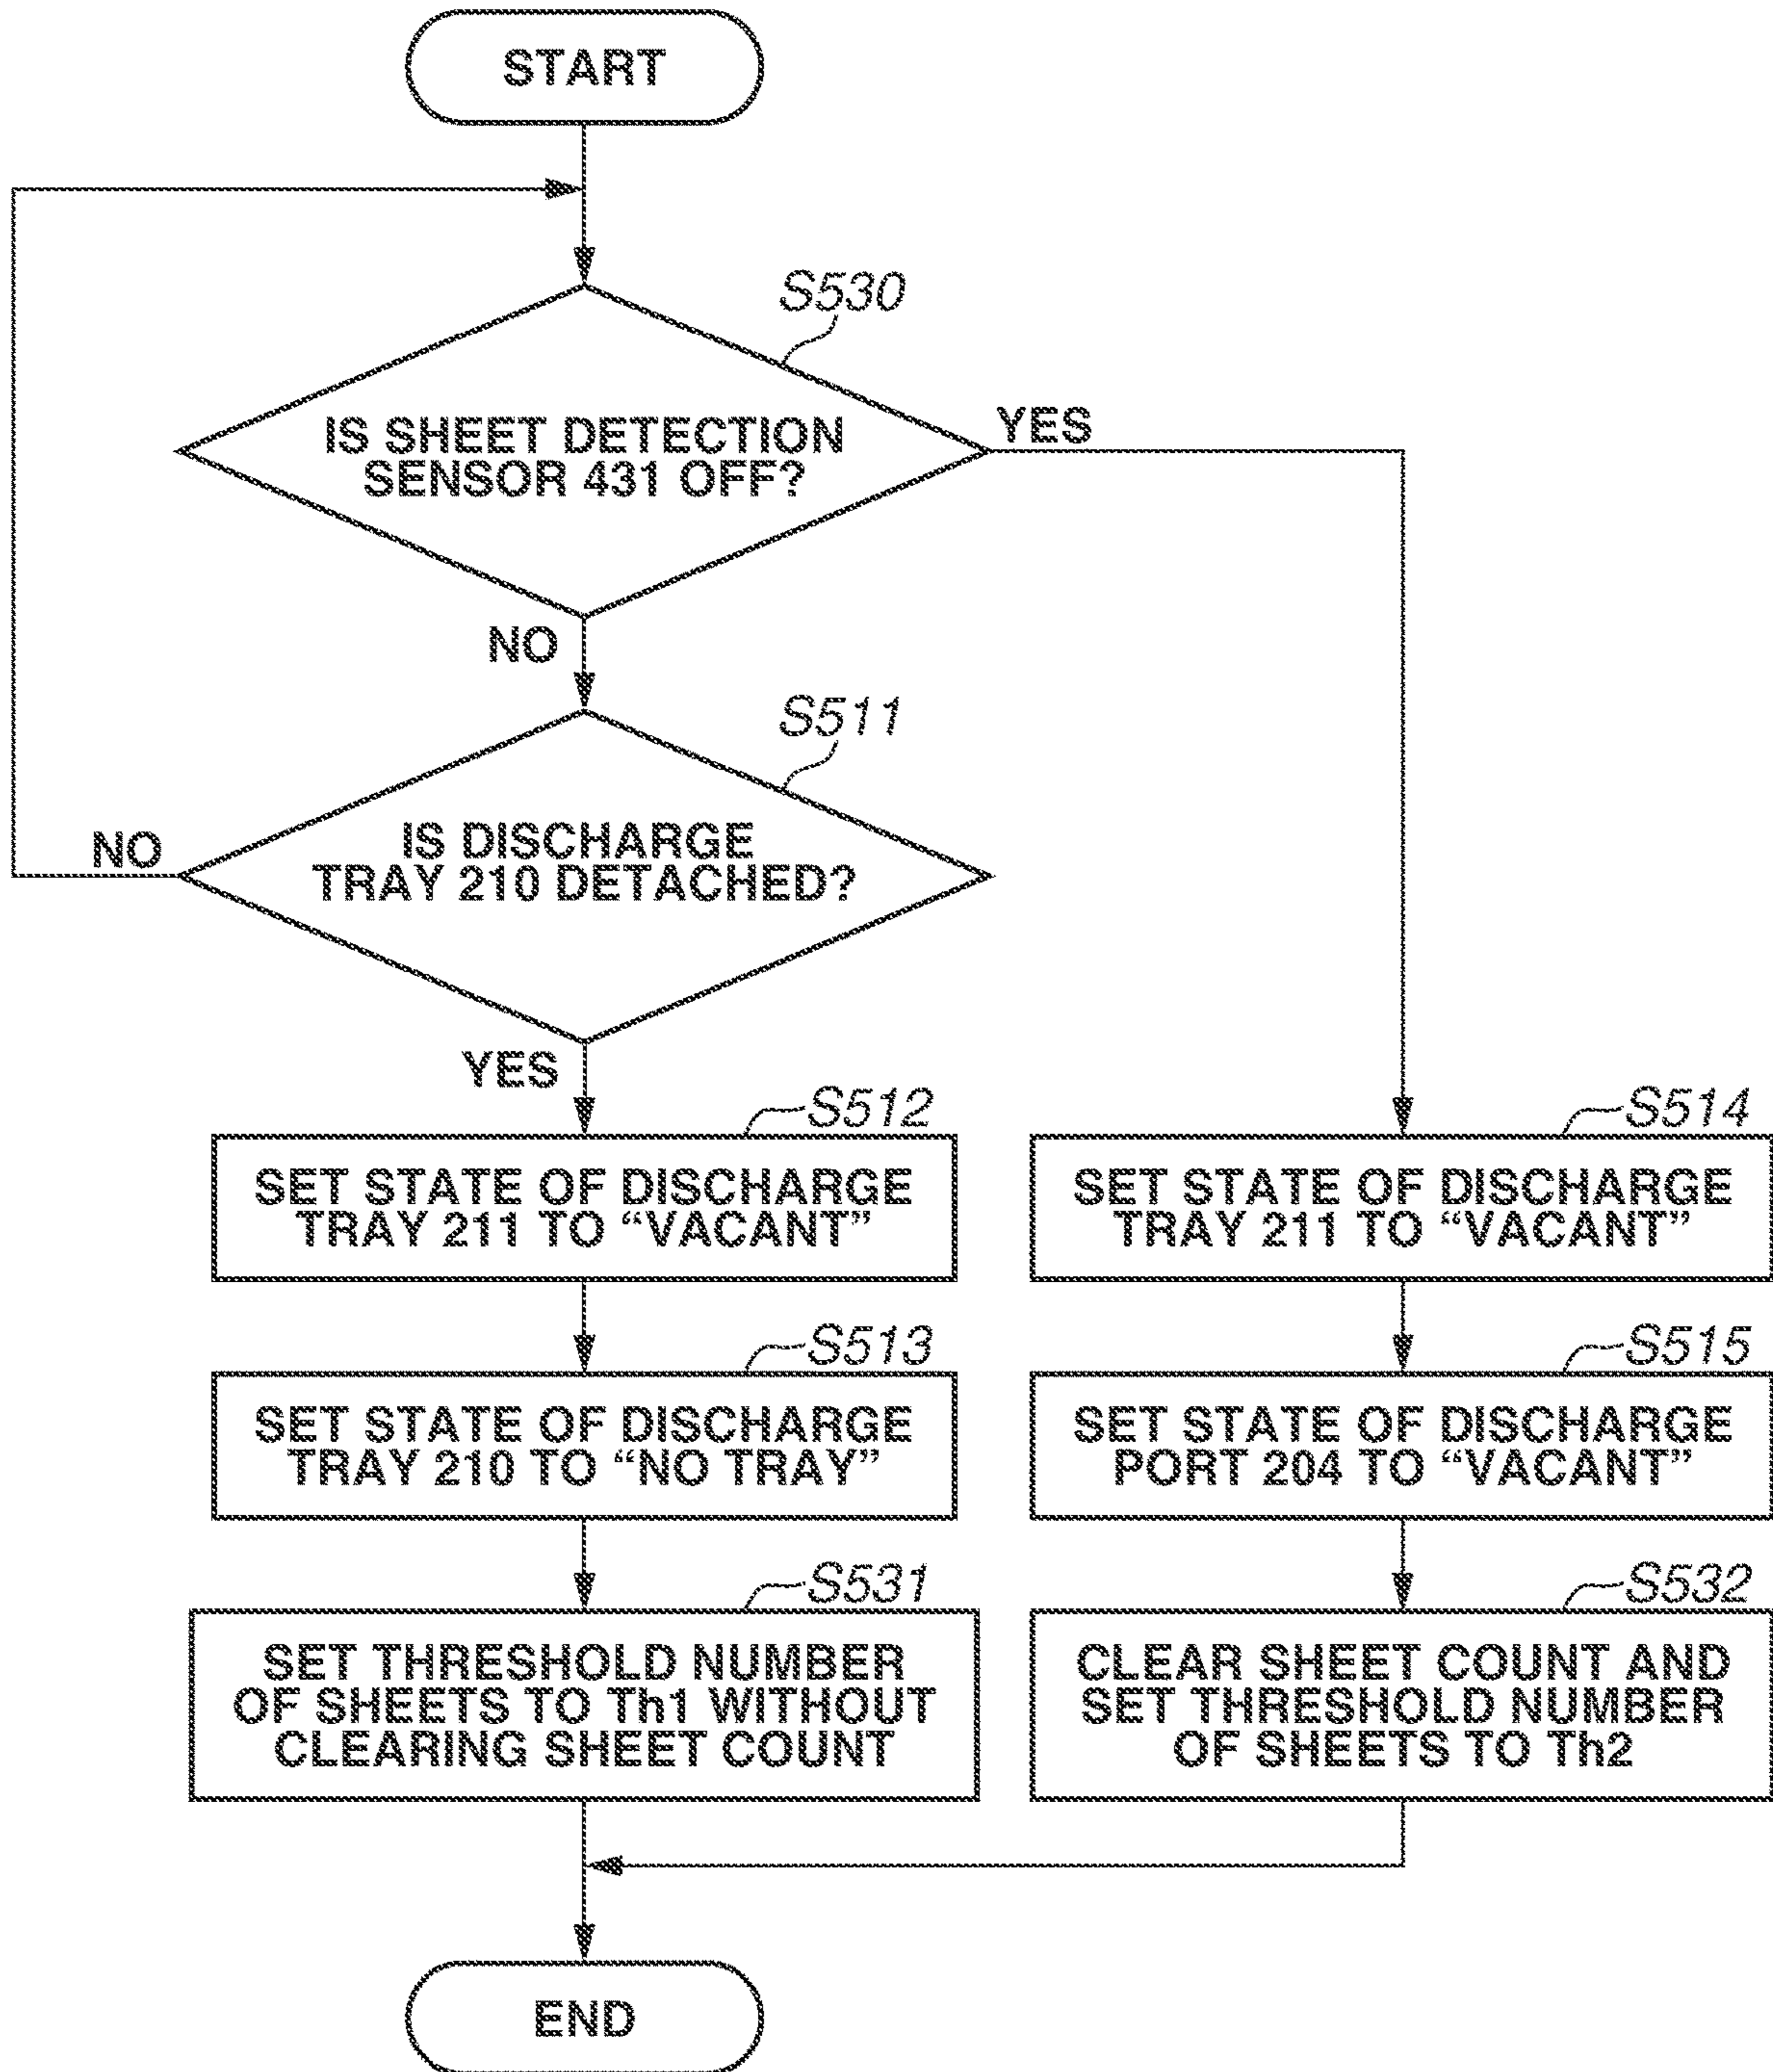 START
S530
IS SHEET DETECTION
SENSOR 431 OFF?
YES
NO
S511
IS DISCHARGE
TRAY 210 DETACHED?
NO
YES
S512
SET STATE OF DISCHARGE
TRAY 211 TO “VACANT”
S514
SET STATE OF DISCHARGE
TRAY 211 TO “VACANT”
S513
SET STATE OF DISCHARGE
TRAY 210 TO “NO TRAY”
S515
SET STATE OF DISCHARGE
PORT 204 TO “VACANT”
S531
SET THRESHOLD NUMBER
OF SHEETS TO Th1 WITHOUT
CLEARING SHEET COUNT
S532
CLEAR SHEET COUNT AND
SET THRESHOLD NUMBER
OF SHEETS TO Th2
END